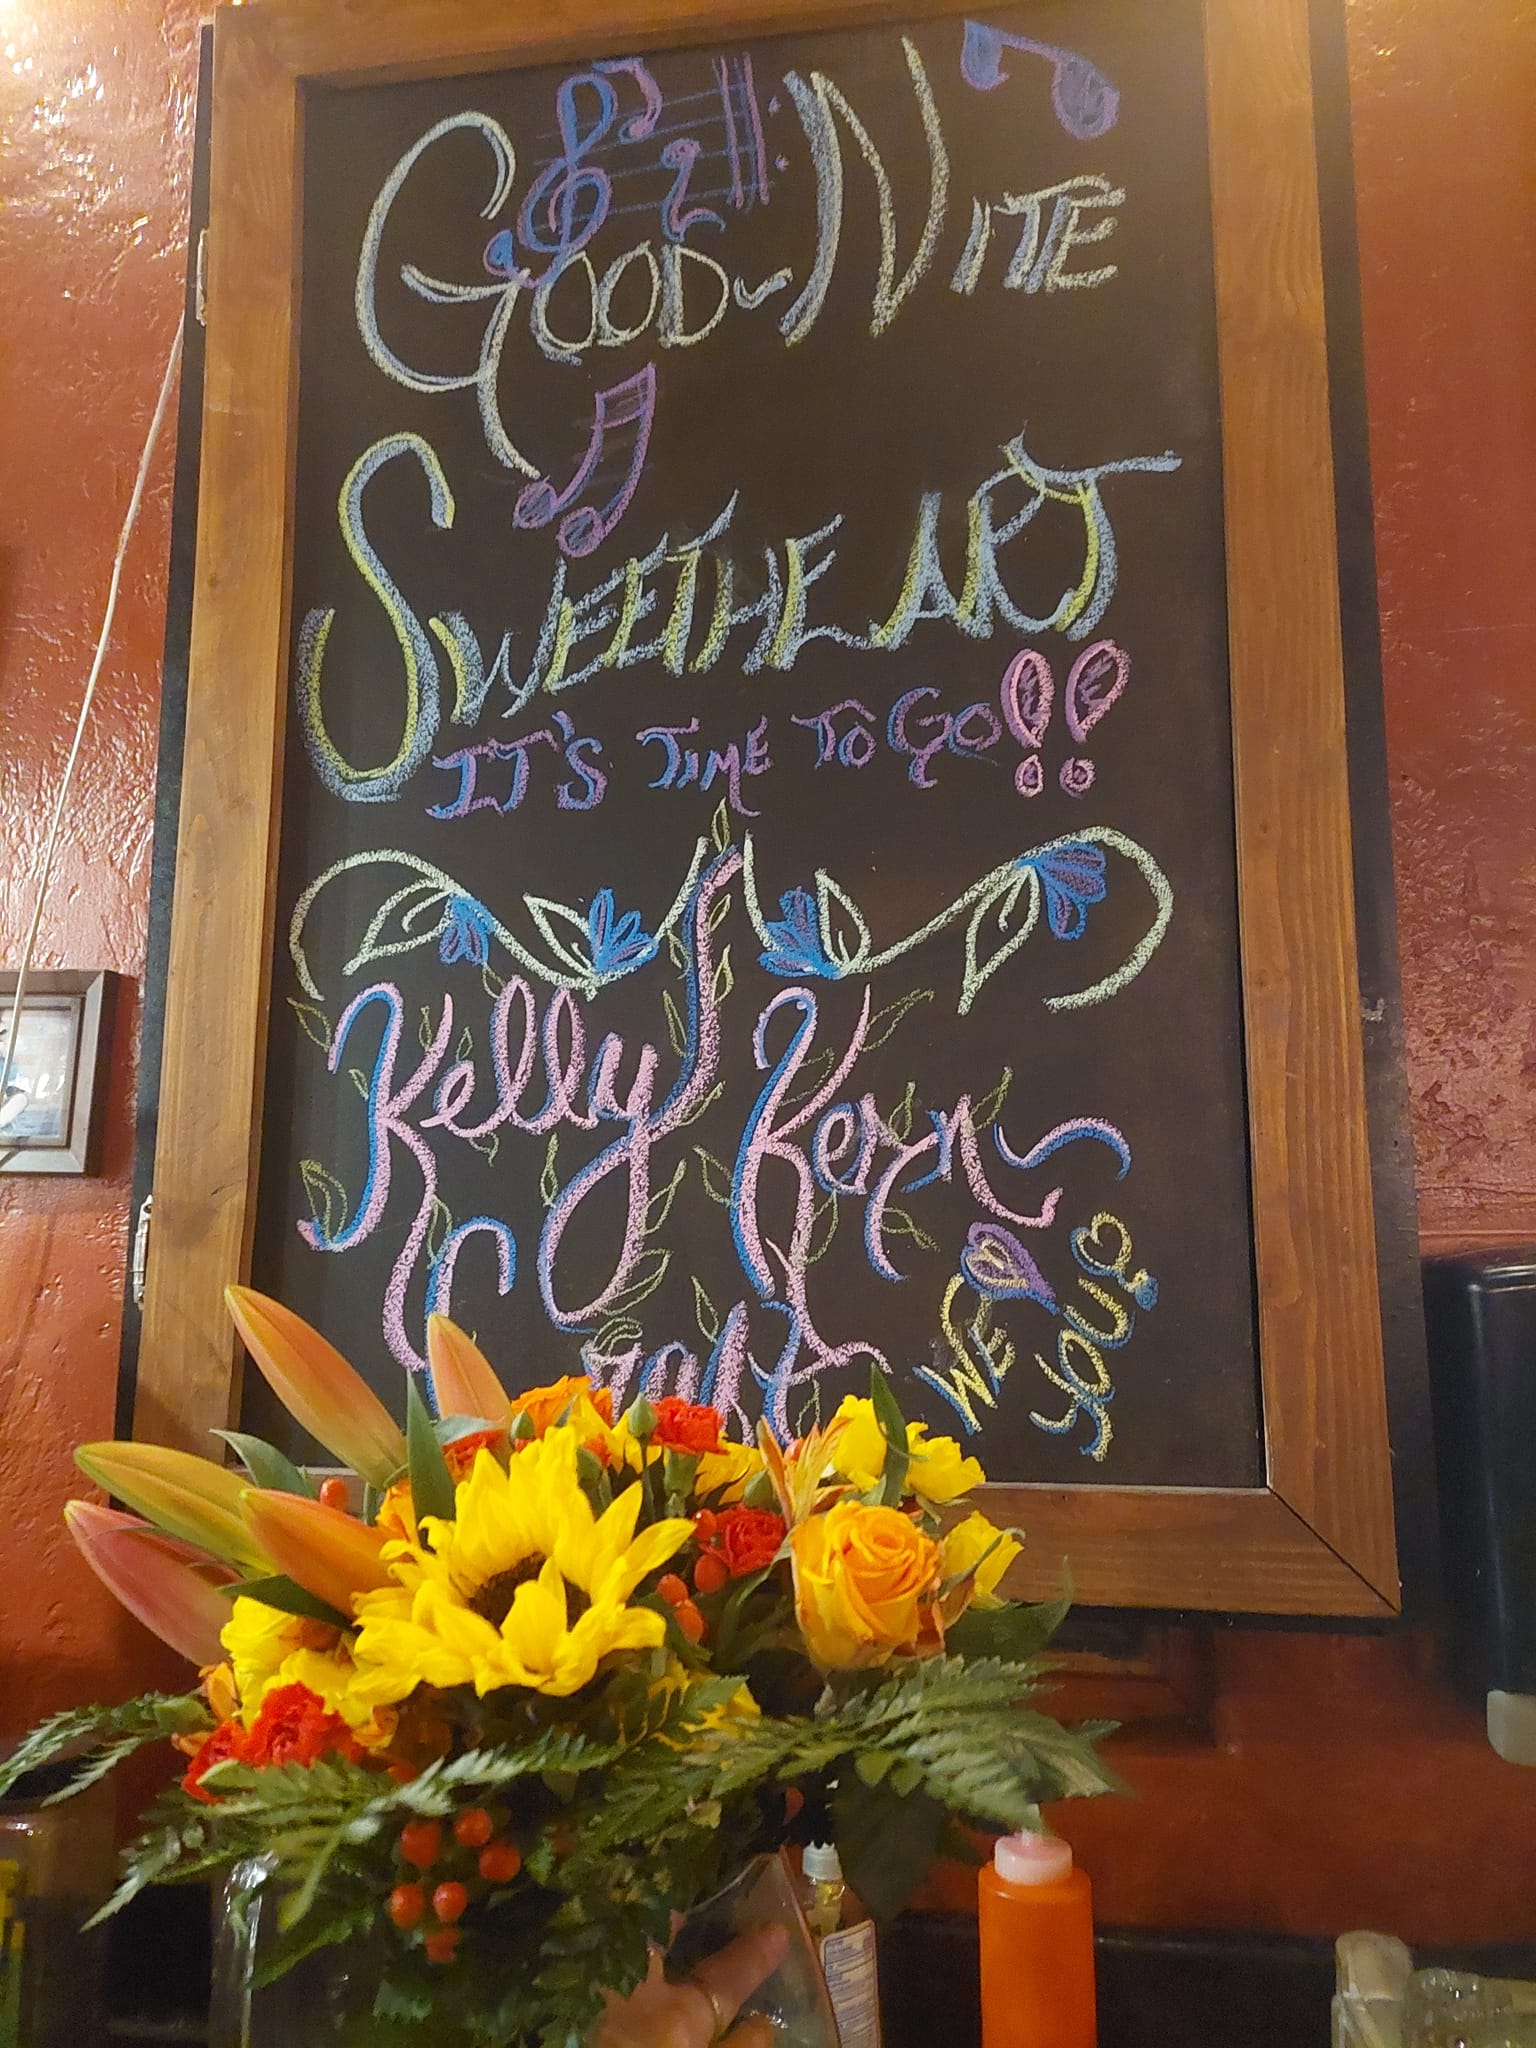 GOOD~NITE
SWEETHEART
IT'S TIME TO GO!!
Kelly Kern
WE
YOU